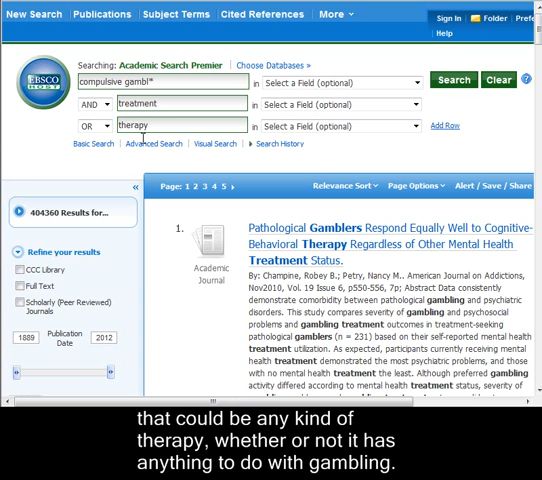 New Search Publications Subject Terms Cited References More
Sign In Folder Prefe
Help
EBSCO HOST
Searching: Academic Search Premier Choose Databases »
compulsive gambl* in Select a Field (optional) Search Clear ?
AND treatment in Select a Field (optional)
OR therapy in Select a Field (optional) Add Row
Basic Search Advanced Search Visual Search Search History
«
Page: 1 2 3 4 5 Relevance Sort Page Options Alert / Save / Share
404360 Results for...
Refine your results
CCC Library
Full Text
Scholarly (Peer Reviewed)
Journals
1889 Publication Date 2012
1.
Academic
Journal
Pathological Gamblers Respond Equally Well to Cognitive-
Behavioral Therapy Regardless of Other Mental Health
Treatment Status.
By: Champine, Robey B.; Petry, Nancy M.. American Journal on Addictions,
Nov2010, Vol. 19 Issue 6, p550-556, 7p; Abstract Data consistently
demonstrate comorbidity between pathological gambling and psychiatric
disorders. This study compares severity of gambling and psychosocial
problems and gambling treatment outcomes in treatment-seeking
pathological gamblers (n = 231) based on their self-reported mental health
treatment utilization. As expected, participants currently receiving mental
health treatment demonstrated the most psychiatric problems, and those
with no mental health treatment the least. Although preferred gambling
activity differed according to mental health treatment status, severity of
that could be any kind of
therapy, whether or not it has
anything to do with gambling.